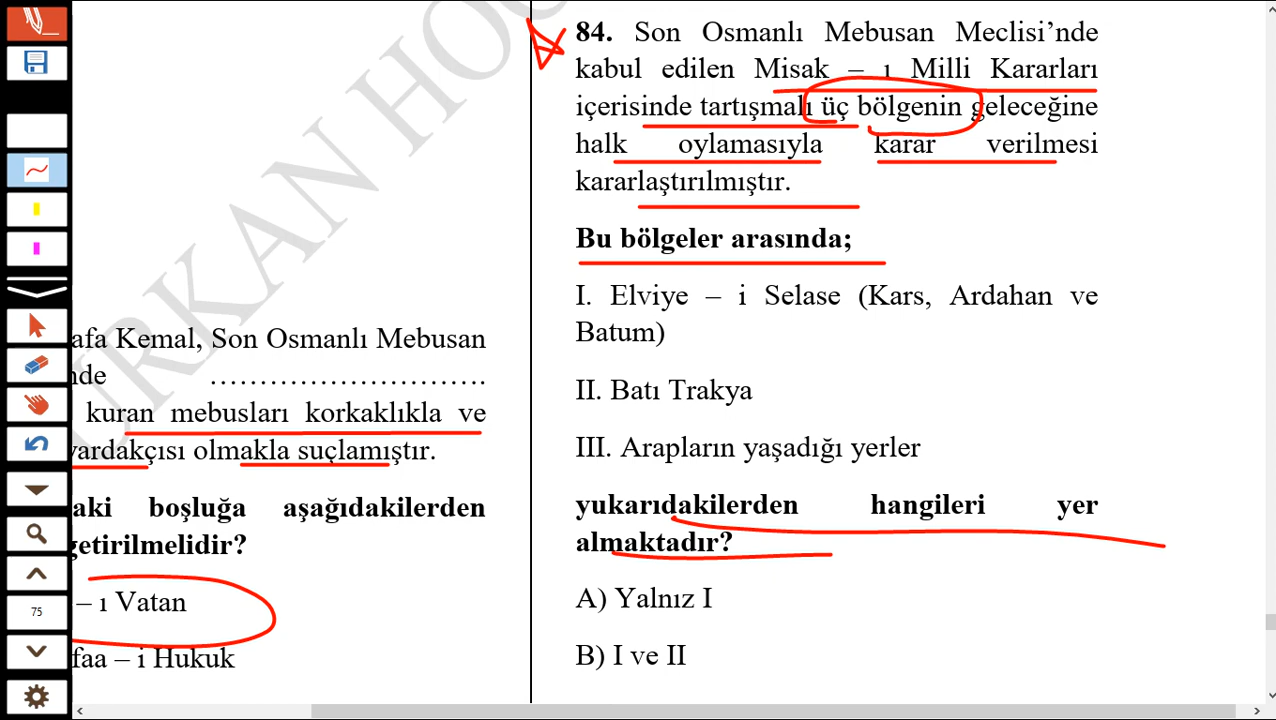 URKAN HO
afa Kemal, Son Osmanlı Mebusan
nde ………………………
kuran mebusları korkaklıkla ve
yardakçısı olmakla suçlamıştır.
aki boşluğa aşağıdakilerden
getirilmelidir?
– ı Vatan
faa – i Hukuk
84. Son Osmanlı Mebusan Meclisi’nde
kabul edilen Misak – ı Milli Kararları
içerisinde tartışmalı üç bölgenin geleceğine
halk oylamasıyla karar verilmesi
kararlaştırılmıştır.
Bu bölgeler arasında;
I. Elviye – i Selase (Kars, Ardahan ve
Batum)
II. Batı Trakya
III. Arapların yaşadığı yerler
yukarıdakilerden hangileri yer
almaktadır?
A) Yalnız I
B) I ve II
75